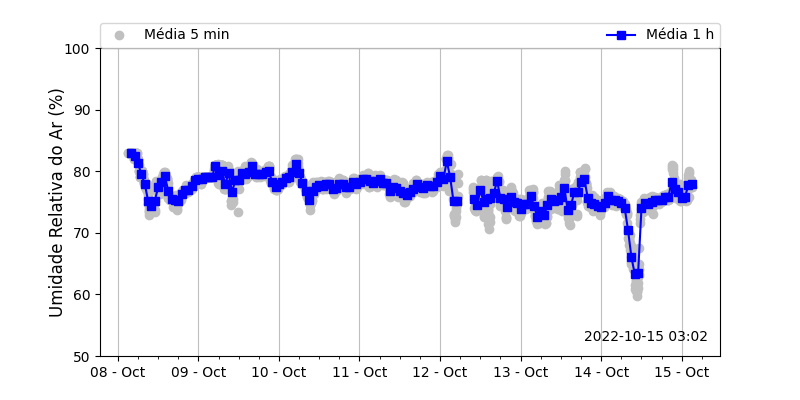 Média 5 min Média 1 h
Umidade Relativa do Ar (%)
100
90
80
70
60
50
2022-10-15 03:02
08 - Oct 09 - Oct 10 - Oct 11 - Oct 12 - Oct 13 - Oct 14 - Oct 15 - Oct